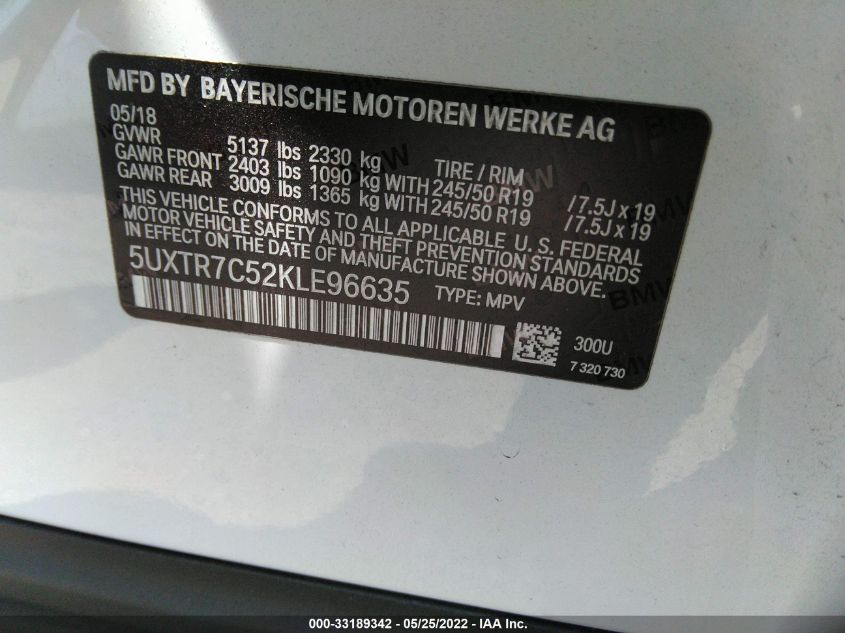 MFD BY BAYERISCHE MOTOREN WERKE AG
05/18
GVWR 5137 lbs 2330 kg TIRE / RIM
GAWR FRONT 2403 lbs 1090 kg WITH 245/50 R19 /7.5J x 19
GAWR REAR 3009 lbs 1365 kg WITH 245/50 R19 /7.5J x 19
THIS VEHICLE CONFORMS TO ALL APPLICABLE U. S. FEDERAL
MOTOR VEHICLE SAFETY AND THEFT PREVENTION STANDARDS
IN EFFECT ON THE DATE OF MANUFACTURE SHOWN ABOVE.
5UXTR7C52KLE96635 TYPE: MPV
300U
7 320 730
000-33189342 - 05/25/2022 - IAA Inc.